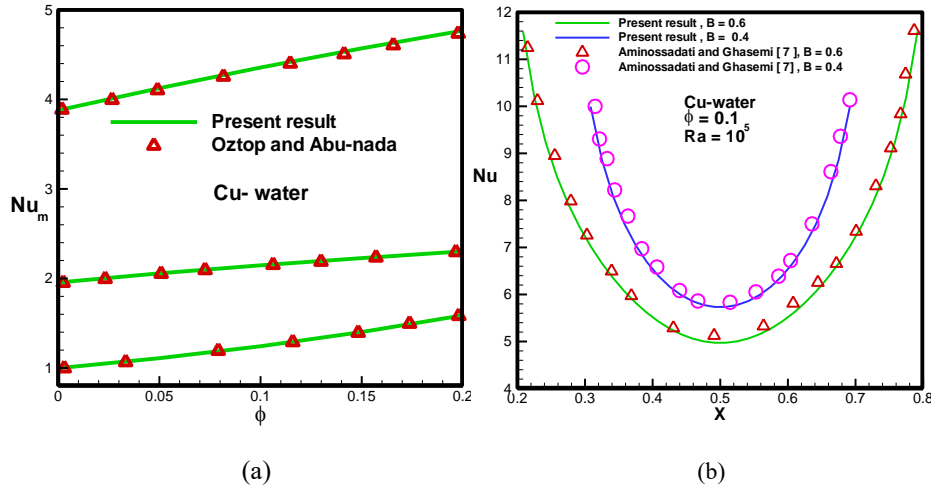 5
4
3
2
1
Nu_m
Present result
Oztop and Abu-nada
Cu- water
0 0.05 0.1 0.15 0.2
ϕ
(a)
12
11
10
9
8
7
6
5
4
Nu
Present result , B = 0.6
Present result , B = 0.4
Aminossadati and Ghasemi [ 7 ], B = 0.6
Aminossadati and Ghasemi [ 7] , B = 0.4
Cu-water
ϕ = 0.1
Ra = 10^5
0.2 0.3 0.4 0.5 0.6 0.7 0.8
X
(b)